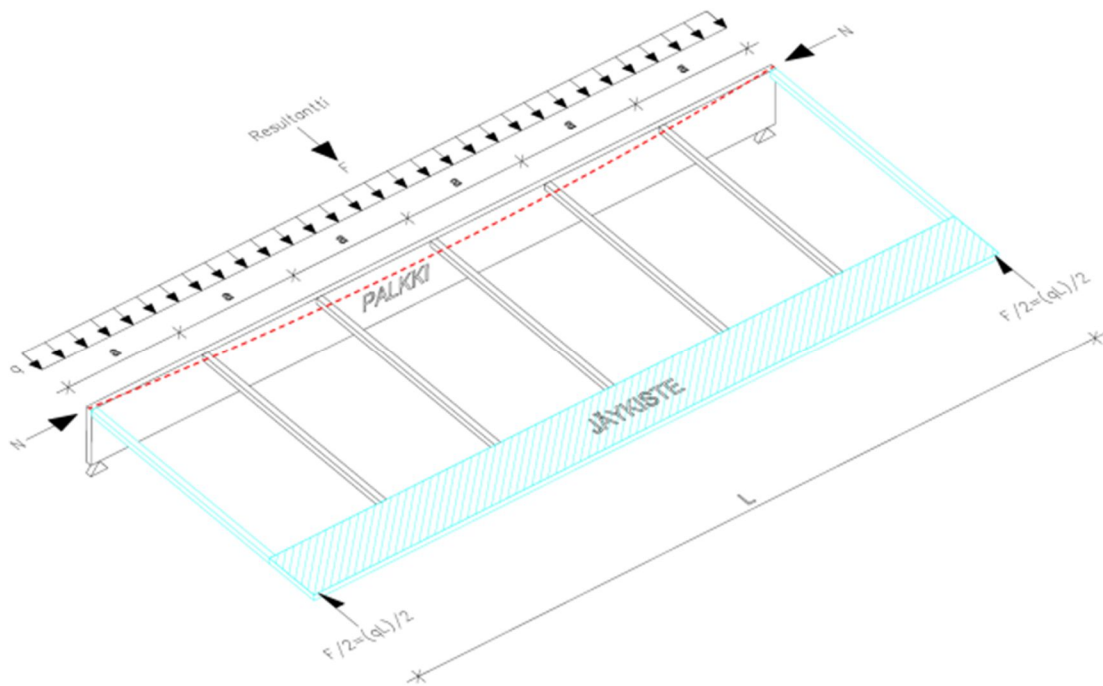 N
a
a
Resultantti
F
a
a
a
a
q
PALKKI
F/2=(qL)/2
JÄYKISTE
N
L
F/2=(qL)/2